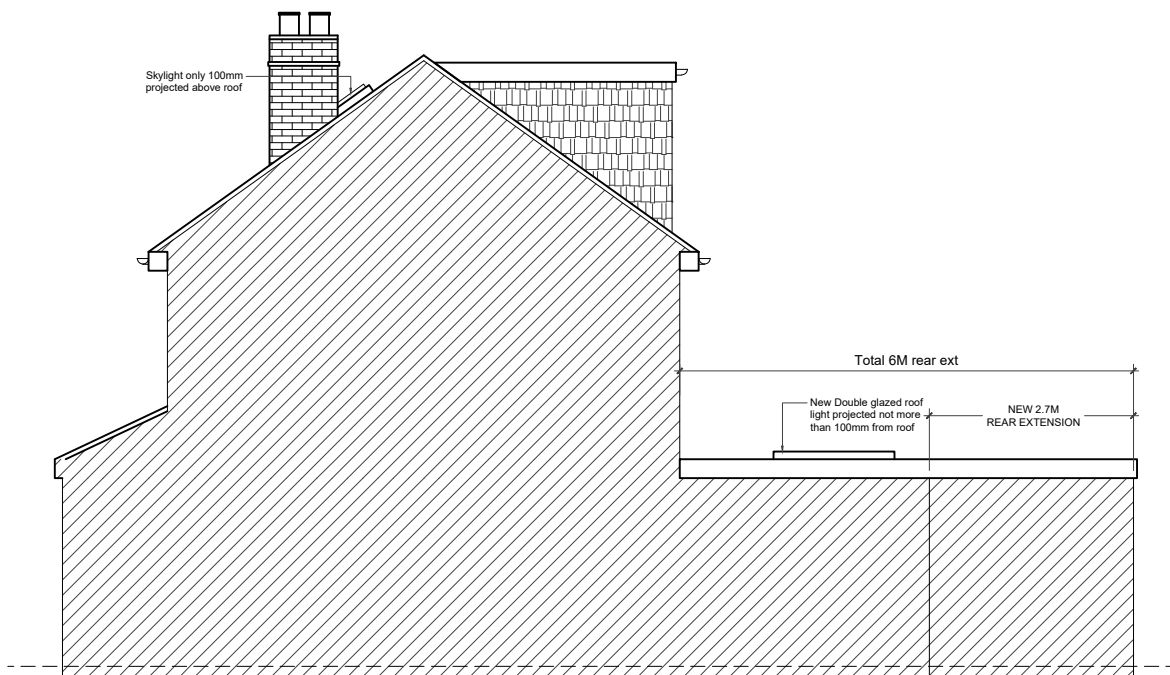 Skylight only 100mm
projected above roof
Total 6M rear ext
New Double glazed roof
light projected not more
than 100mm from roof
NEW 2.7M
REAR EXTENSION